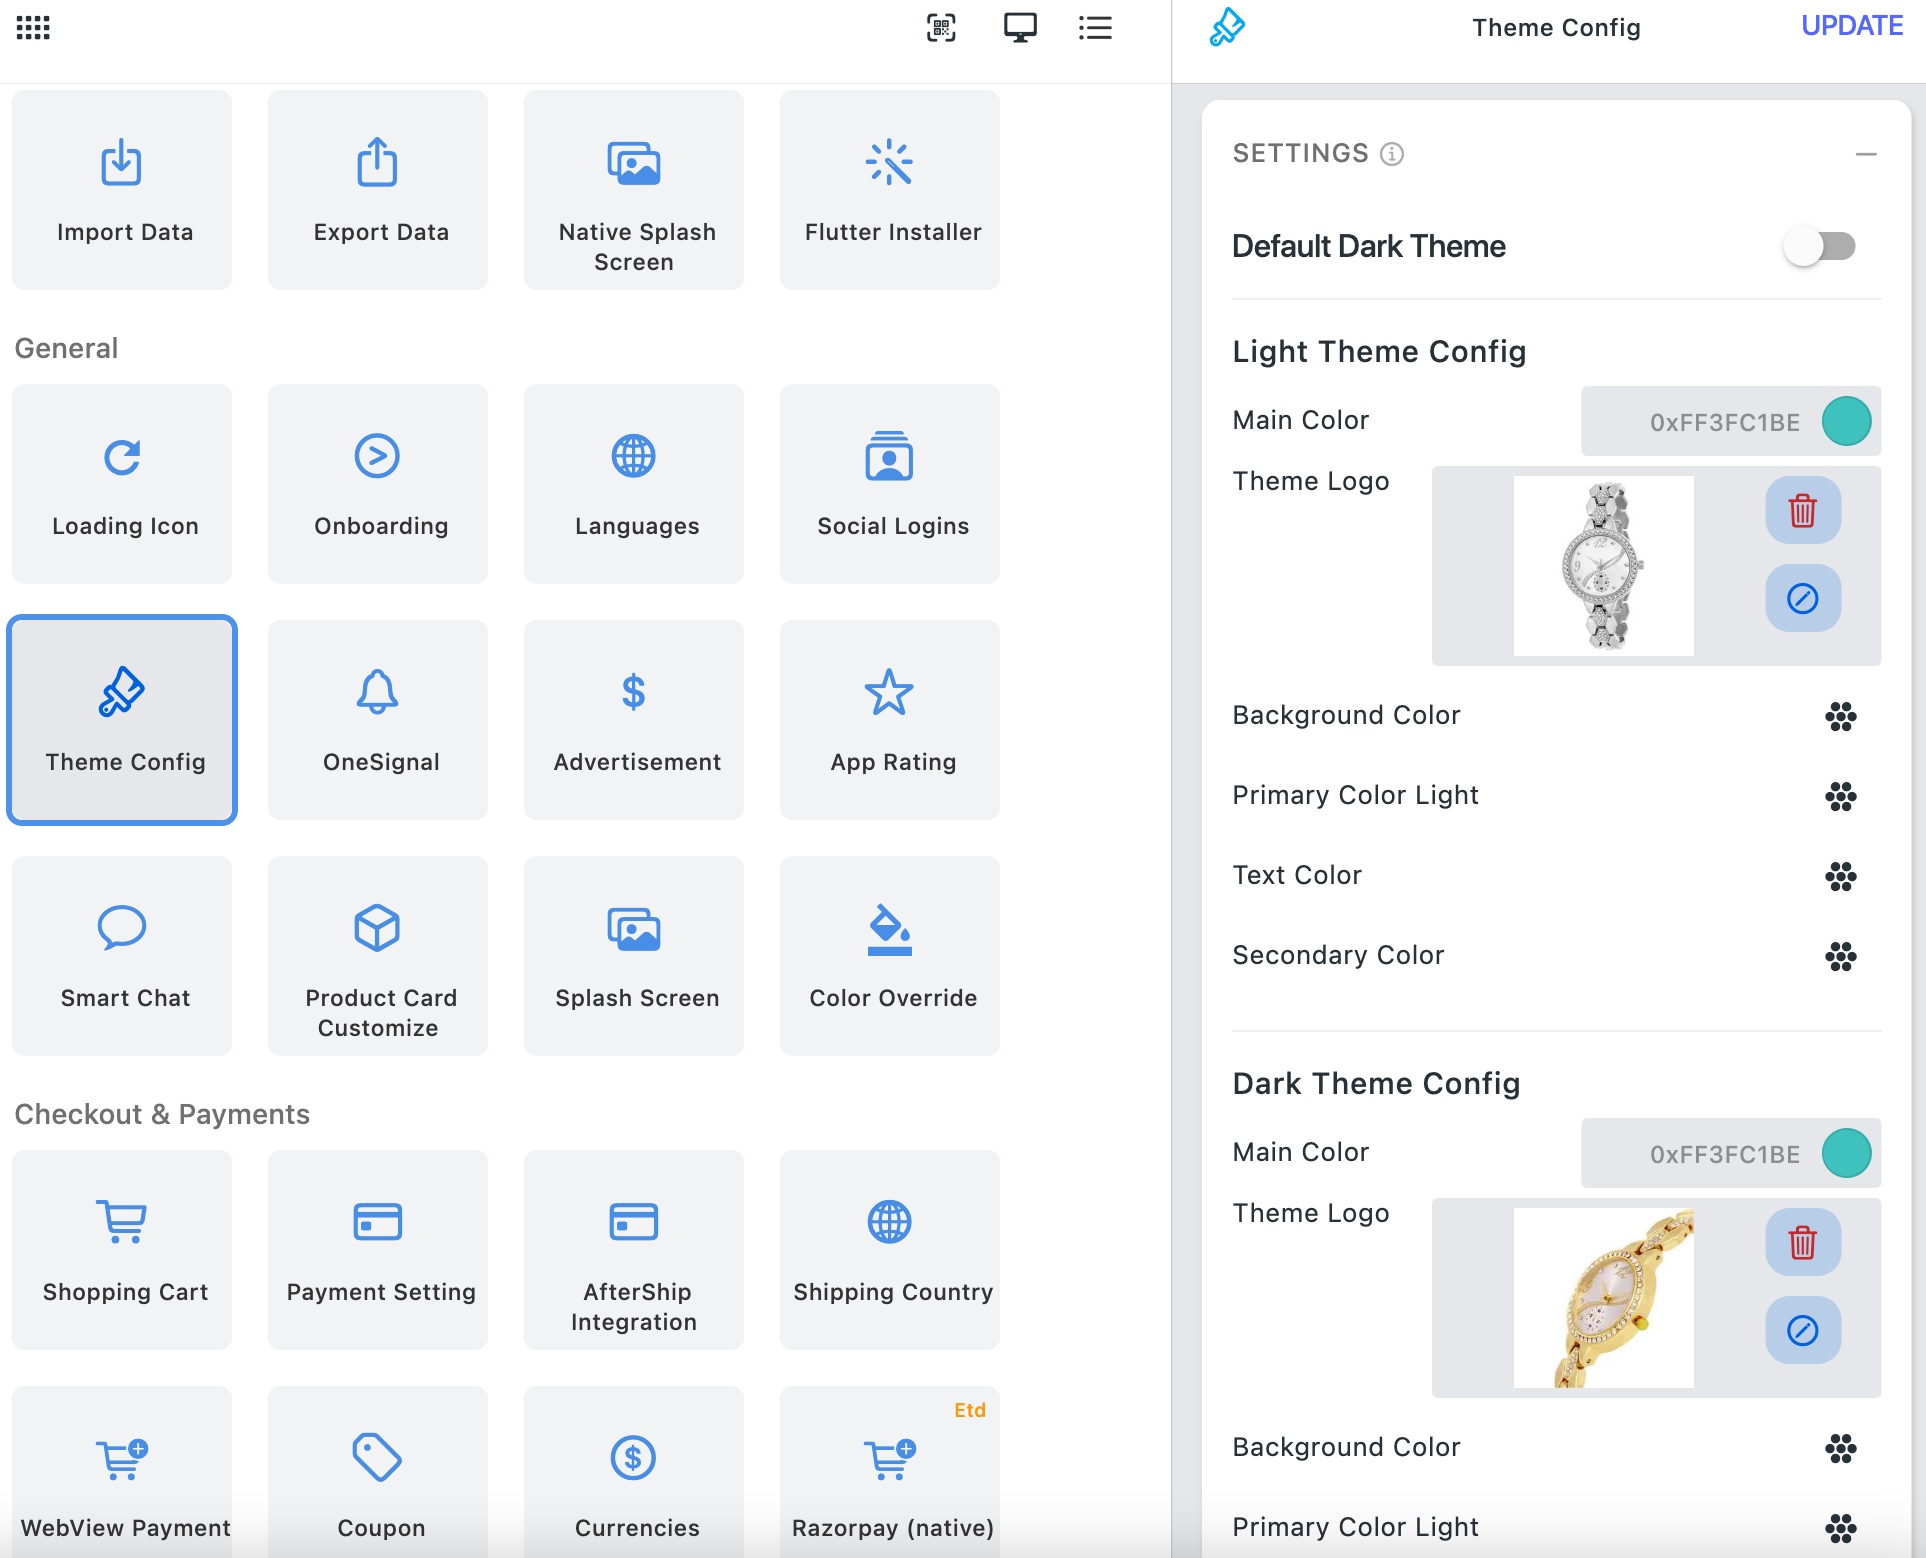 Theme Config
UPDATE
Import Data
Export Data
Native Splash
Screen
Flutter Installer
General
Loading Icon
Onboarding
Languages
Social Logins
Theme Config
OneSignal
Advertisement
App Rating
Smart Chat
Product Card
Customize
Splash Screen
Color Override
Checkout & Payments
Shopping Cart
Payment Setting
AfterShip
Integration
Shipping Country
WebView Payment
Coupon
Currencies
Etd
Razorpay (native)
SETTINGS
Default Dark Theme
Light Theme Config
Main Color
0xFF3FC1BE
Theme Logo
Background Color
Primary Color Light
Text Color
Secondary Color
Dark Theme Config
Main Color
0xFF3FC1BE
Theme Logo
Background Color
Primary Color Light